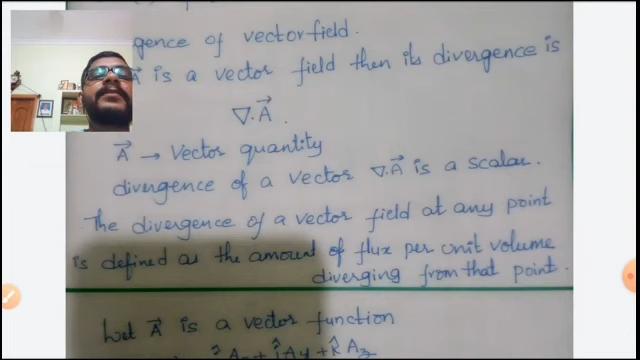 gence of vector field.
is a vector field then its divergence is
∇.A⃗ .
A⃗ → Vector quantity
divergence of a vector ∇.A⃗ is a scalar.
The divergence of a vector field at any point
is defined as the amount of flux per unit volume
diverging from that point.
Let A⃗ is a vector function